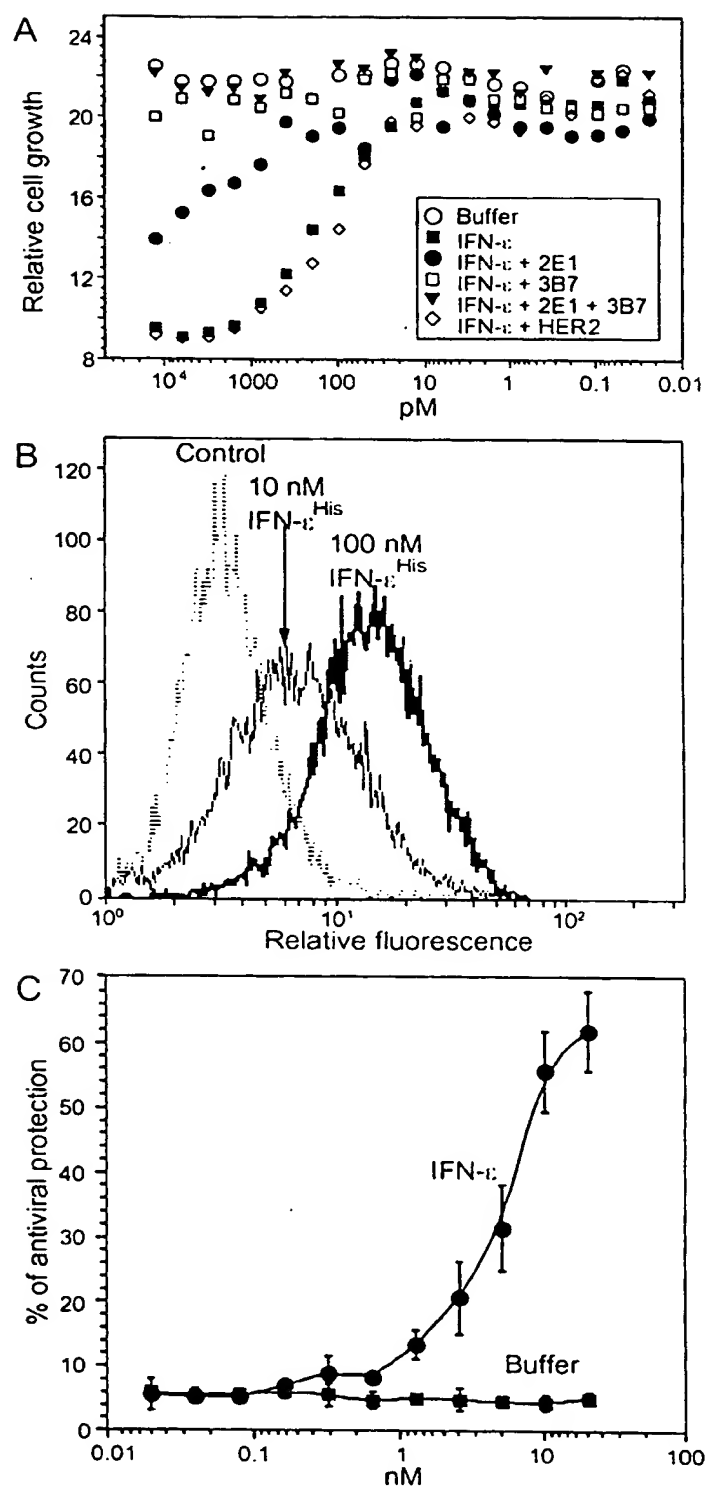 A
24
20
16
12
8
Relative cell growth
Buffer
IFN-ε
IFN-ε + 2E1
IFN-ε + 3B7
IFN-ε + 2E1 + 3B7
IFN-ε + HER2
10⁴
1000
100
10
1
0.1
0.01
pM
B
Control
10 nM
IFN-ε His
100 nM
IFN-ε His
120
100
80
60
40
20
0
Counts
10⁰
10¹
10²
Relative fluorescence
C
70
60
50
40
30
20
10
0
% of antiviral protection
IFN-ε
Buffer
0.01
0.1
1
10
100
nM